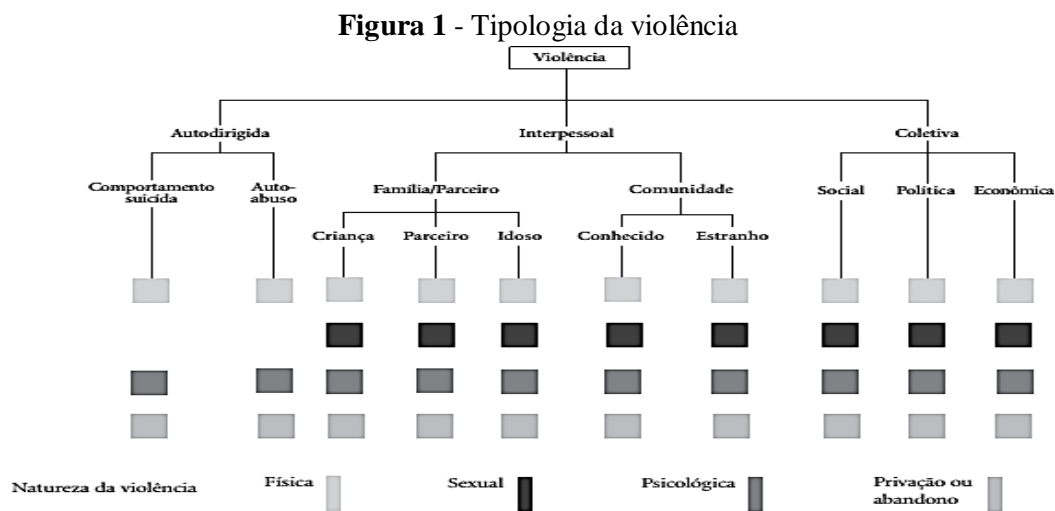 Figura 1 - Tipologia da violência
Violência
Autodirigida
Interpessoal
Coletiva
Comportamento
suicida
Auto-
abuso
Família/Parceiro
Comunidade
Social
Política
Econômica
Criança
Parceiro
Idoso
Conhecido
Estranho
Natureza da violência
Física
Sexual
Psicológica
Privação ou
abandono